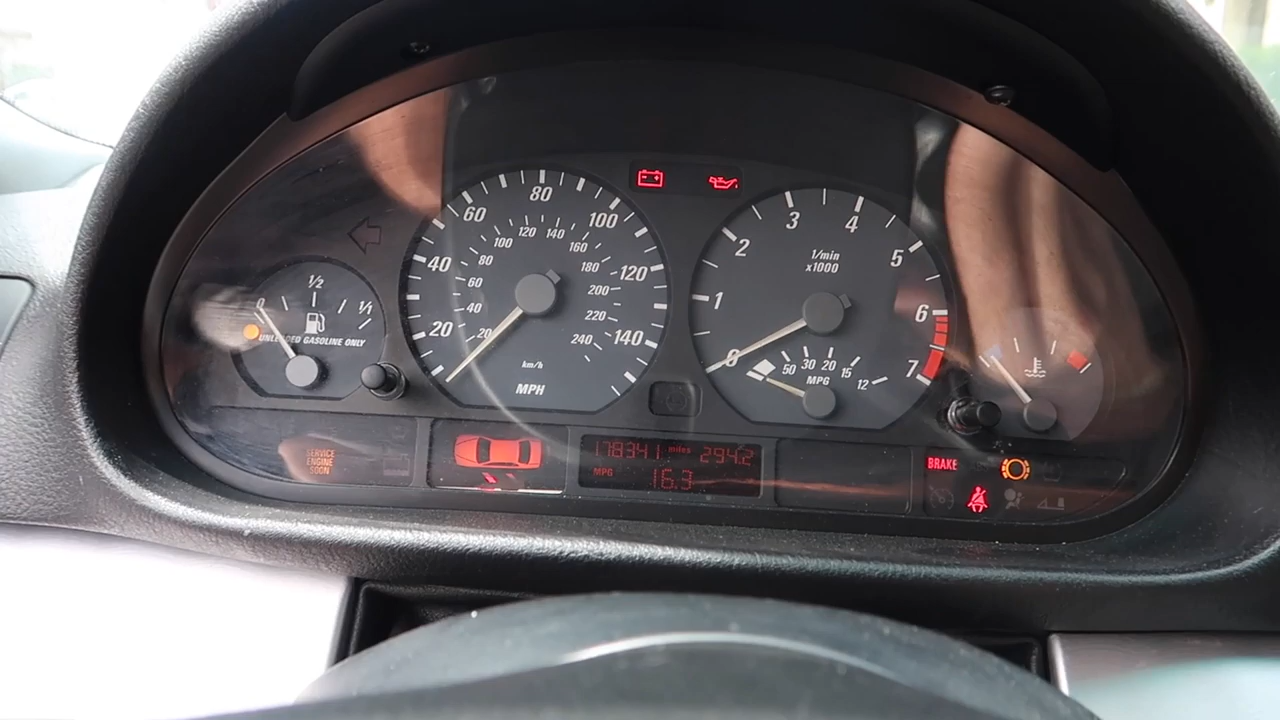 0 1/2 1/1
UNLEADED GASOLINE ONLY
20 40 60 80 100 120 140
20 40 60 80 100 120 140 160 180 200 220 240
km/h
MPH
0 1 2 3 4 5 6 7
1/min
x1000
50 30 20 15 12
MPG
SERVICE
ENGINE
SOON
178341 miles 294.2
MPG 16.3
BRAKE